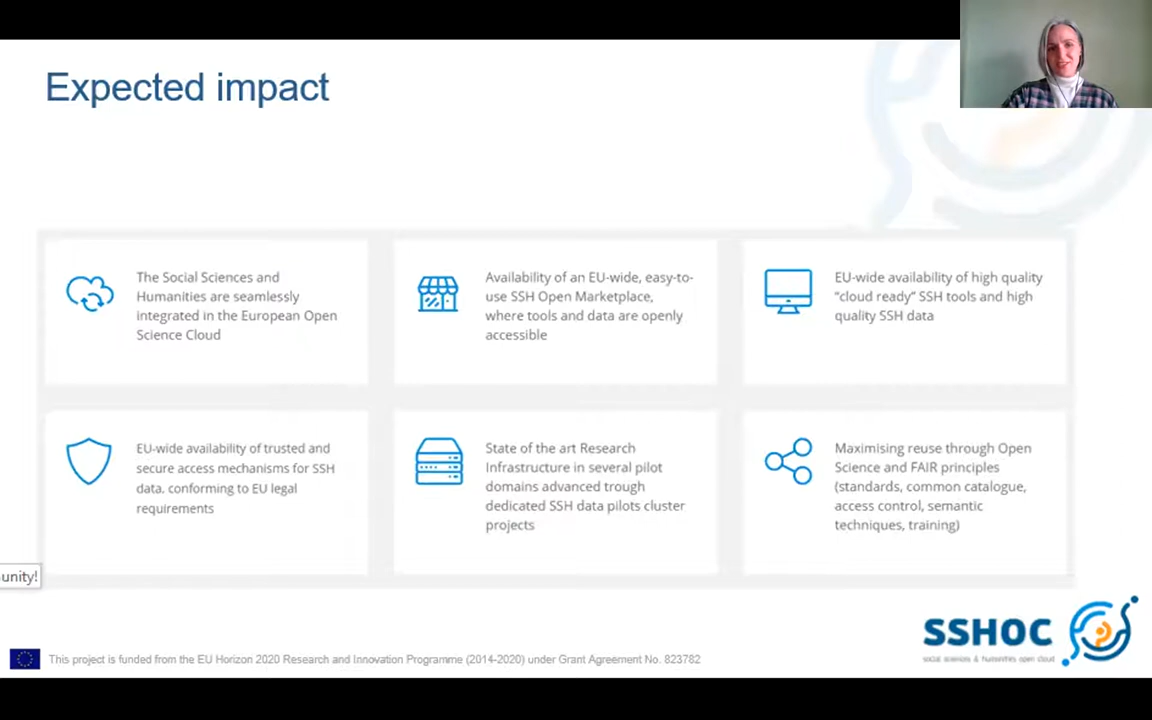 Expected impact
The Social Sciences and
Humanities are seamlessly
integrated in the European Open
Science Cloud
Availability of an EU-wide, easy-to-
use SSH Open Marketplace,
where tools and data are openly
accessible
EU-wide availability of high quality
“cloud ready” SSH tools and high
quality SSH data
EU-wide availability of trusted and
secure access mechanisms for SSH
data, conforming to EU legal
requirements
State of the art Research
Infrastructure in several pilot
domains advanced trough
dedicated SSH data pilots cluster
projects
Maximising reuse through Open
Science and FAIR principles
(standards, common catalogue,
access control, semantic
techniques, training)
unity!
SSHOC
social sciences & humanities open cloud
This project is funded from the EU Horizon 2020 Research and Innovation Programme (2014-2020) under Grant Agreement No. 823782